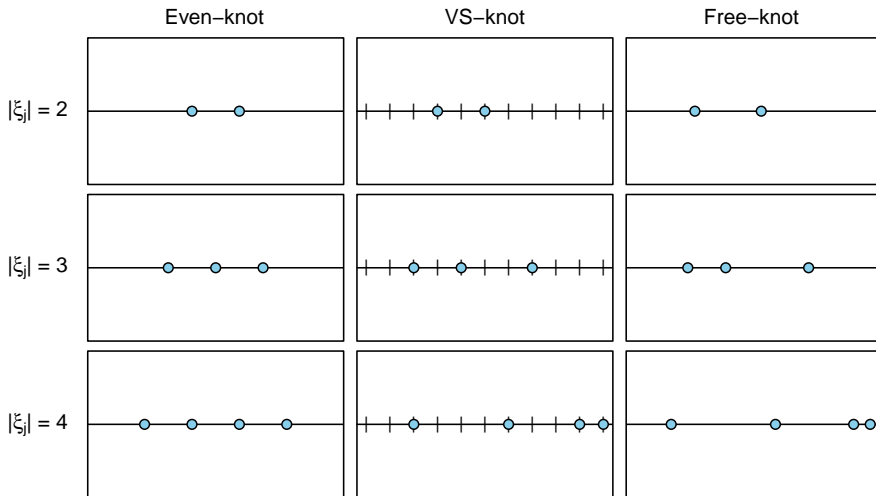 Even−knot VS−knot Free−knot
|ξj| = 2
|ξj| = 3
|ξj| = 4